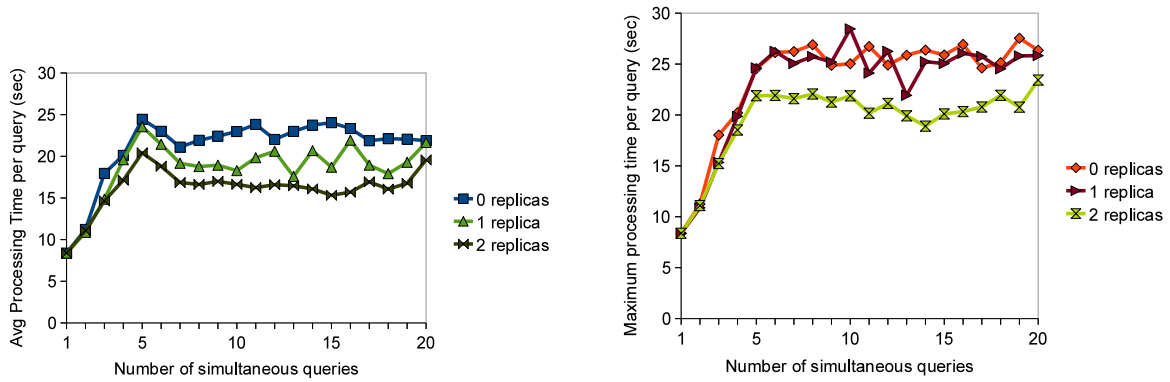 Avg Processing Time per query (sec)
30
25
20
15
10
5
0
1
5
10
15
20
Number of simultaneous queries
0 replicas
1 replica
2 replicas
Maximum processing time per query (sec)
30
25
20
15
10
5
0
1
5
10
15
20
Number of simultaneous queries
0 replicas
1 replica
2 replicas